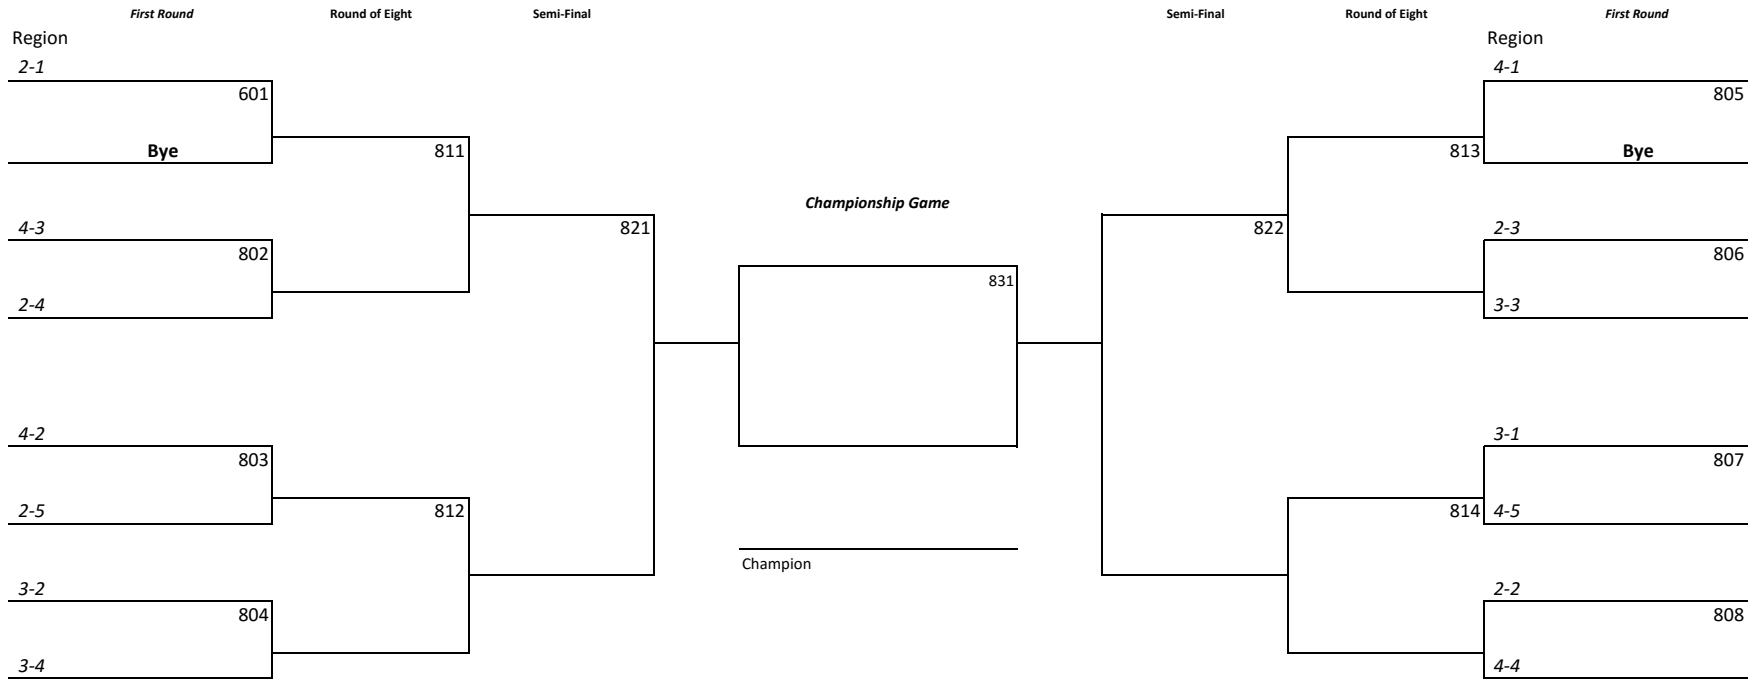 First Round Round of Eight Semi-Final Semi-Final Round of Eight First Round
Region Region
2-1 4-1
601 805
Bye 811 813 Bye
Championship Game
4-3 821 822 2-3
802 806
831
2-4 3-3
4-2 3-1
803 807
2-5 812 814 4-5
Champion
3-2 2-2
804 808
3-4 4-4